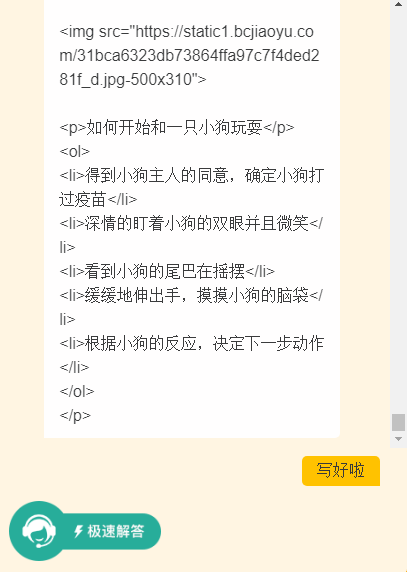 <img src="https://static1.bcjiaoyu.co
m/31bca6323db73864ffa97c7f4ded2
81f_d.jpg-500x310">
<p>如何开始和一只小狗玩耍</p>
<ol>
<li>得到小狗主人的同意，确定小狗打
过疫苗</li>
<li>深情的盯着小狗的双眼并且微笑</
li>
<li>看到小狗的尾巴在摇摆</li>
<li>缓缓地伸出手，摸摸小狗的脑袋</
li>
<li>根据小狗的反应，决定下一步动作
</li>
</ol>
</p>
写好啦
极速解答